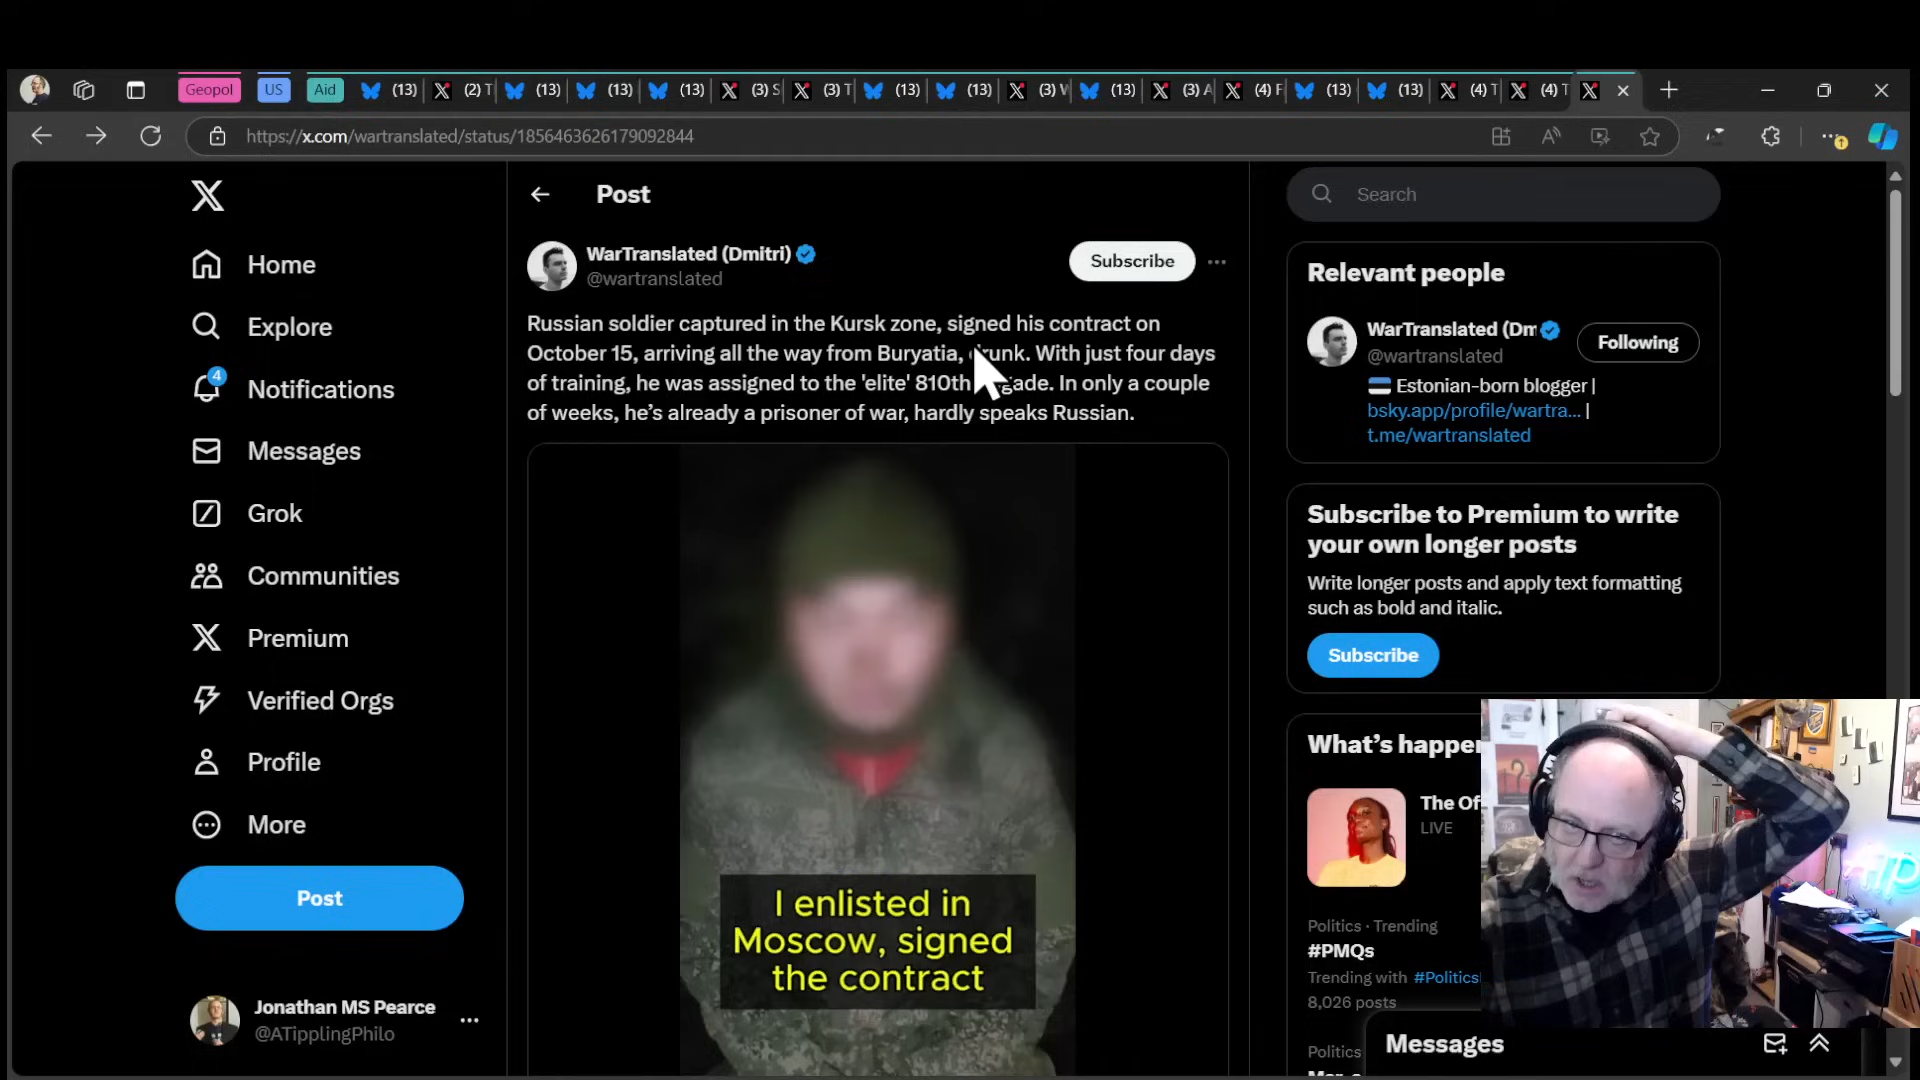 Geopol
US
Aid
(13)
(2) T
(13)
(13)
(13)
(3) S
(3) T
(13)
(13)
(3) W
(13)
(3) A
(4) F
(13)
(13)
(4) T
(4) T
https://x.com/wartranslated/status/1856463626179092844
Home
Explore
4
Notifications
Messages
Grok
Communities
Premium
Verified Orgs
Profile
More
Post
Jonathan MS Pearce
@ATipplingPhilo
Post
WarTranslated (Dmitri)
@wartranslated
Subscribe
Russian soldier captured in the Kursk zone, signed his contract on
October 15, arriving all the way from Buryatia, drunk. With just four days
of training, he was assigned to the 'elite' 810th brigade. In only a couple
of weeks, he's already a prisoner of war, hardly speaks Russian.
I enlisted in
Moscow, signed
the contract
Search
Relevant people
WarTranslated (Dm
@wartranslated
Following
Estonian-born blogger |
bsky.app/profile/wartra... |
t.me/wartranslated
Subscribe to Premium to write
your own longer posts
Write longer posts and apply text formatting
such as bold and italic.
Subscribe
What's happen
The Of
LIVE
Politics · Trending
#PMQs
Trending with #Politics
8,026 posts
Politics
Messages